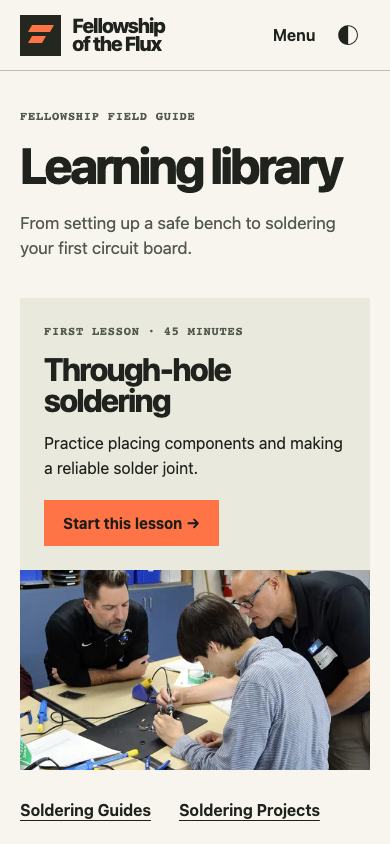 Fellowship
of the Flux
Menu
FELLOWSHIP FIELD GUIDE
Learning library
From setting up a safe bench to soldering
your first circuit board.
FIRST LESSON · 45 MINUTES
Through-hole
soldering
Practice placing components and making
a reliable solder joint.
Start this lesson →
Soldering Guides
Soldering Projects